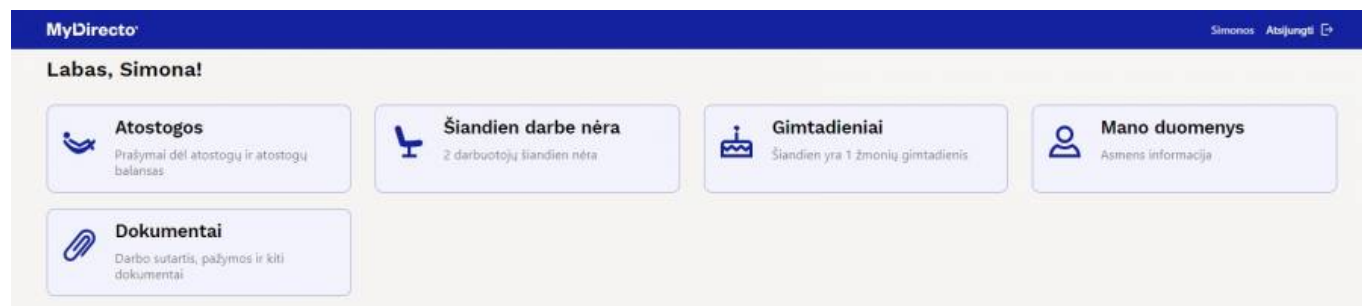 MyDirecto
Simonos Atsijungti
Labas, Simona!
Atostogos
Prašymai dėl atostogų ir atostogų
balansas
Šiandien darbe nėra
2 darbuotojų šiandien nėra
Gimtadieniai
Šiandien yra 1 žmonių gimtadienis
Mano duomenys
Asmens informacija
Dokumentai
Darbo sutartis, pažymos ir kiti
dokumentai